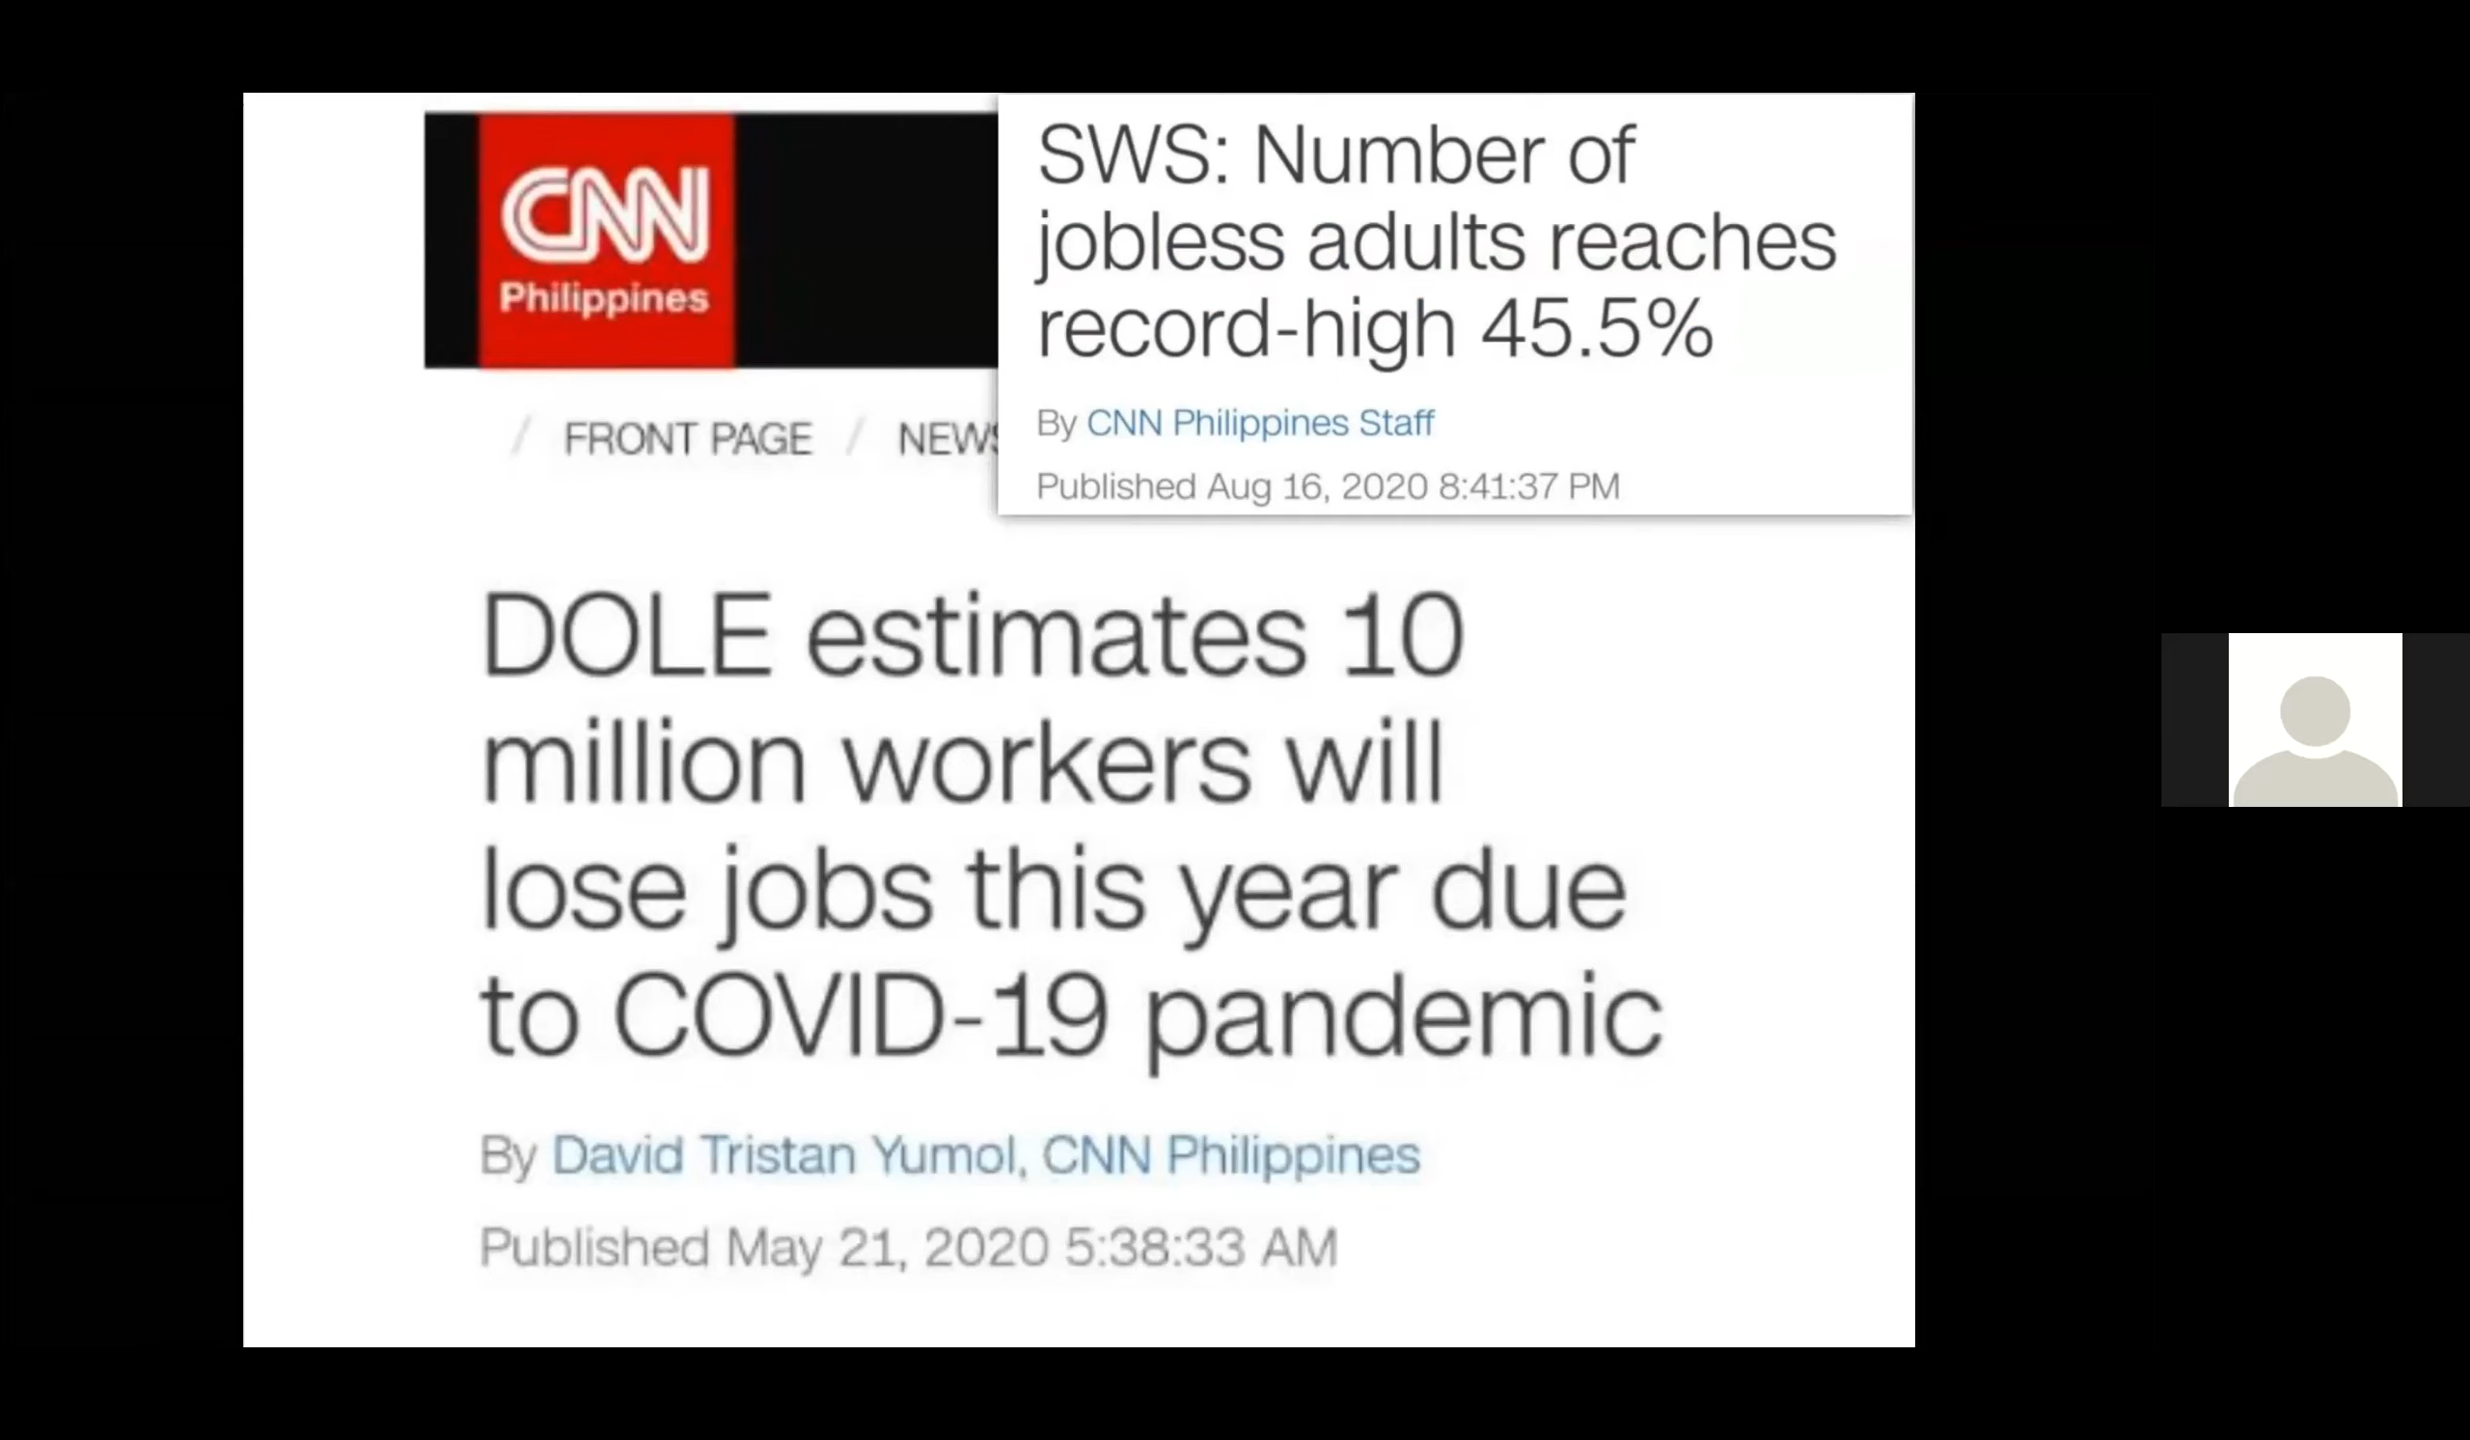 CNN
Philippines
/ FRONT PAGE / NEWS
SWS: Number of
jobless adults reaches
record-high 45.5%
By CNN Philippines Staff
Published Aug 16, 2020 8:41:37 PM
DOLE estimates 10
million workers will
lose jobs this year due
to COVID-19 pandemic
By David Tristan Yumol, CNN Philippines
Published May 21, 2020 5:38:33 AM